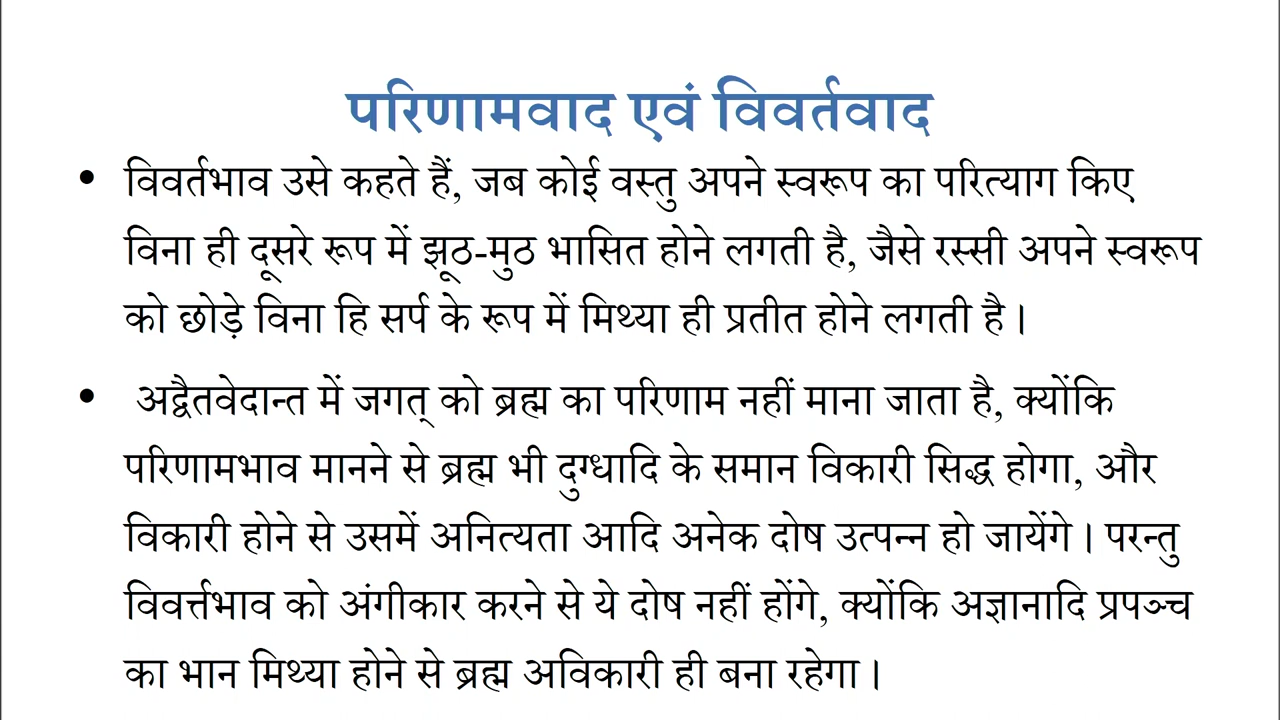 परिणामवाद एवं विवर्तवाद
• विवर्तभाव उसे कहते हैं, जब कोई वस्तु अपने स्वरूप का परित्याग किए
विना ही दूसरे रूप में झूठ-मुठ भासित होने लगती है, जैसे रस्सी अपने स्वरूप
को छोड़े विना हि सर्प के रूप में मिथ्या ही प्रतीत होने लगती है।
• अद्वैतवेदान्त में जगत् को ब्रह्म का परिणाम नहीं माना जाता है, क्योंकि
परिणामभाव मानने से ब्रह्म भी दुग्धादि के समान विकारी सिद्ध होगा, और
विकारी होने से उसमें अनित्यता आदि अनेक दोष उत्पन्न हो जायेंगे। परन्तु
विवर्त्तभाव को अंगीकार करने से ये दोष नहीं होंगे, क्योंकि अज्ञानादि प्रपञ्च
का भान मिथ्या होने से ब्रह्म अविकारी ही बना रहेगा।